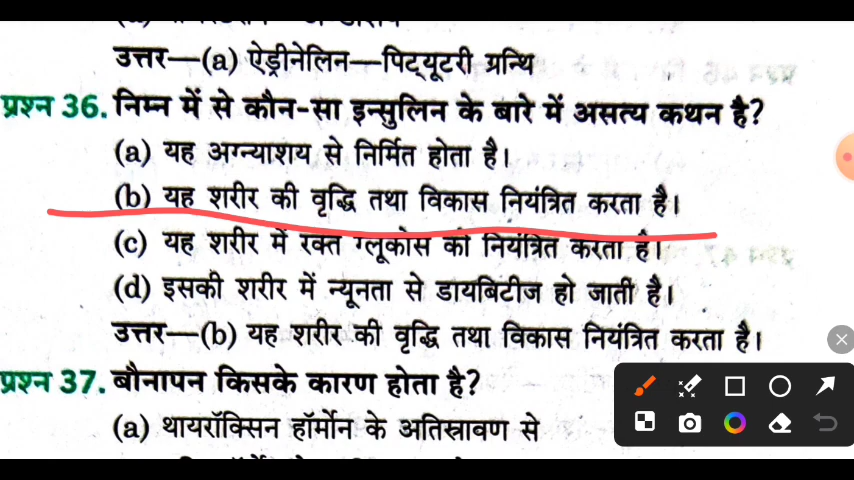 उत्तर—(a) ऐड्रीनेलिन—पिट्यूटरी ग्रन्थि
प्रश्न 36. निम्न में से कौन-सा इन्सुलिन के बारे में असत्य कथन है?
(a) यह अग्न्याशय से निर्मित होता है।
(b) यह शरीर की वृद्धि तथा विकास नियंत्रित करता है।
(c) यह शरीर में रक्त ग्लूकोस को नियंत्रित करता है।
(d) इसकी शरीर में न्यूनता से डायबिटीज हो जाती है।
उत्तर—(b) यह शरीर की वृद्धि तथा विकास नियंत्रित करता है।
प्रश्न 37. बौनापन किसके कारण होता है?
(a) थायरॉक्सिन हॉर्मोन के अतिस्रावण से